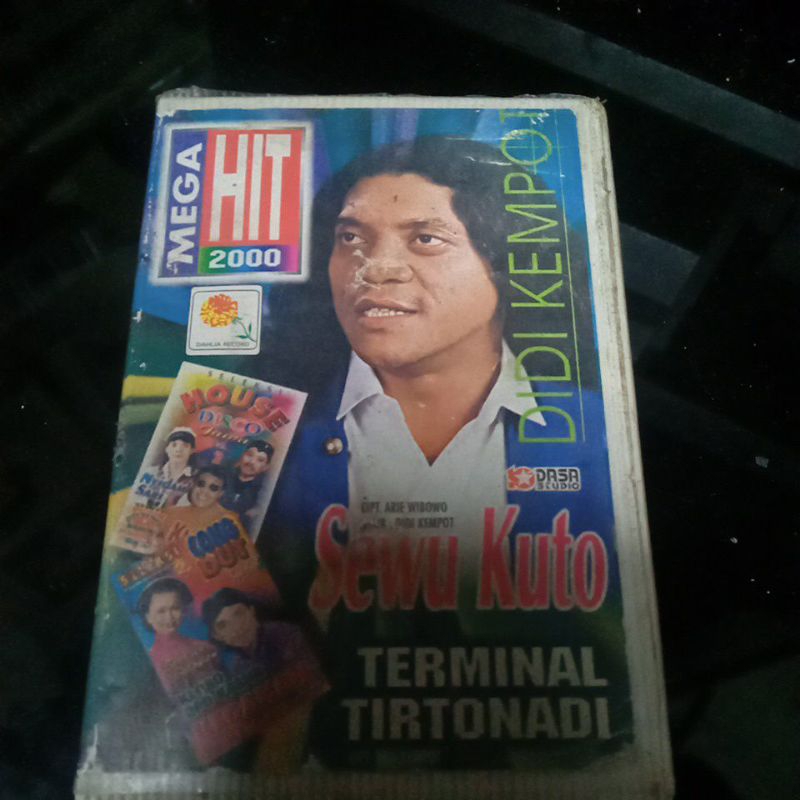 MEGA
HIT
2000
DIDI KEMPOT
DAHLIA RECORD
HOUSE
DISCO
DASA
STUDIO
CIPT. ARIE WIBOWO
DIDI KEMPOT
Sewu Kuto
DUT
TERMINAL
TIRTONADI